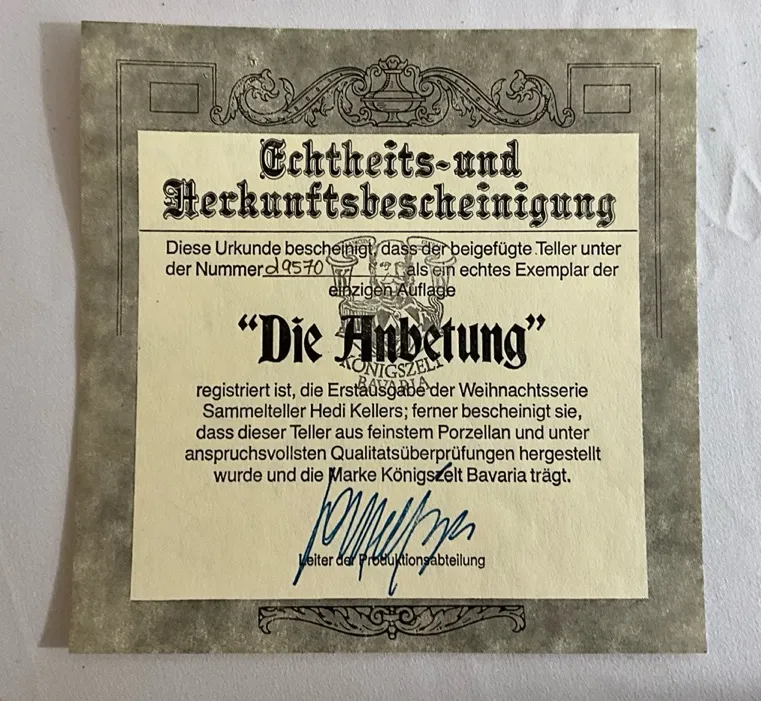 Echtheits-und
Herkunftsbescheinigung
Diese Urkunde bescheinigt, dass der beigefügte Teller unter
der Nummer d9570 als ein echtes Exemplar der
einzigen Auflage
“Die Anbetung”
KÖNIGSZELT
BAVARIA
registriert ist, die Erstausgabe der Weihnachtsserie
Sammelteller Hedi Kellers; ferner bescheinigt sie,
dass dieser Teller aus feinstem Porzellan und unter
anspruchsvollsten Qualitatsüberprüfungen hergestellt
wurde und die Marke Königszelt Bavaria trägt.
Leiter der Produktionsabteilung